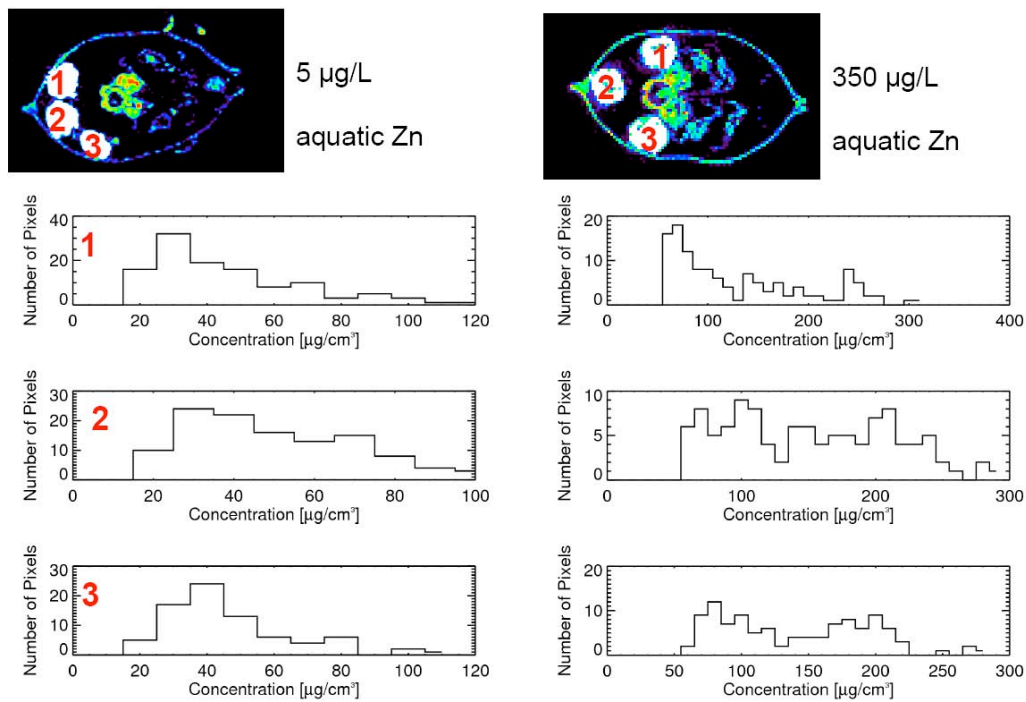 1
2
3
5 µg/L
aquatic Zn
1
2
3
350 µg/L
aquatic Zn
1
Number of Pixels
40
20
0
0 20 40 60 80 100 120
Concentration [µg/cm³]
Number of Pixels
20
10
0
0 100 200 300 400
Concentration [µg/cm³]
2
Number of Pixels
30
20
10
0
0 20 40 60 80 100
Concentration [µg/cm³]
Number of Pixels
10
5
0
0 100 200 300
Concentration [µg/cm³]
3
Number of Pixels
30
20
10
0
0 20 40 60 80 100 120
Concentration [µg/cm³]
Number of Pixels
20
10
0
0 50 100 150 200 250 300
Concentration [µg/cm³]